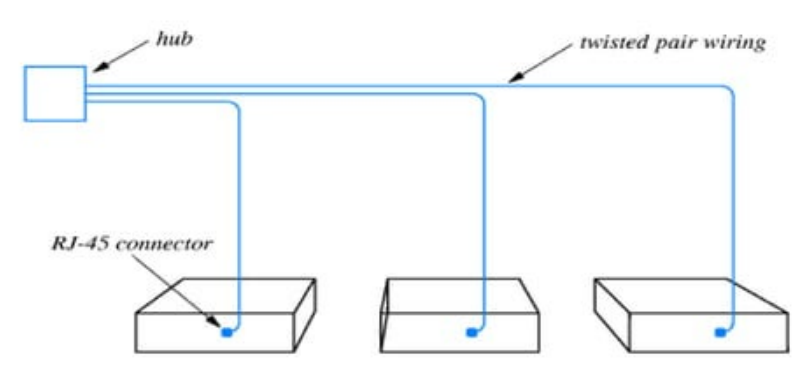 hub
twisted pair wiring
RJ-45 connector